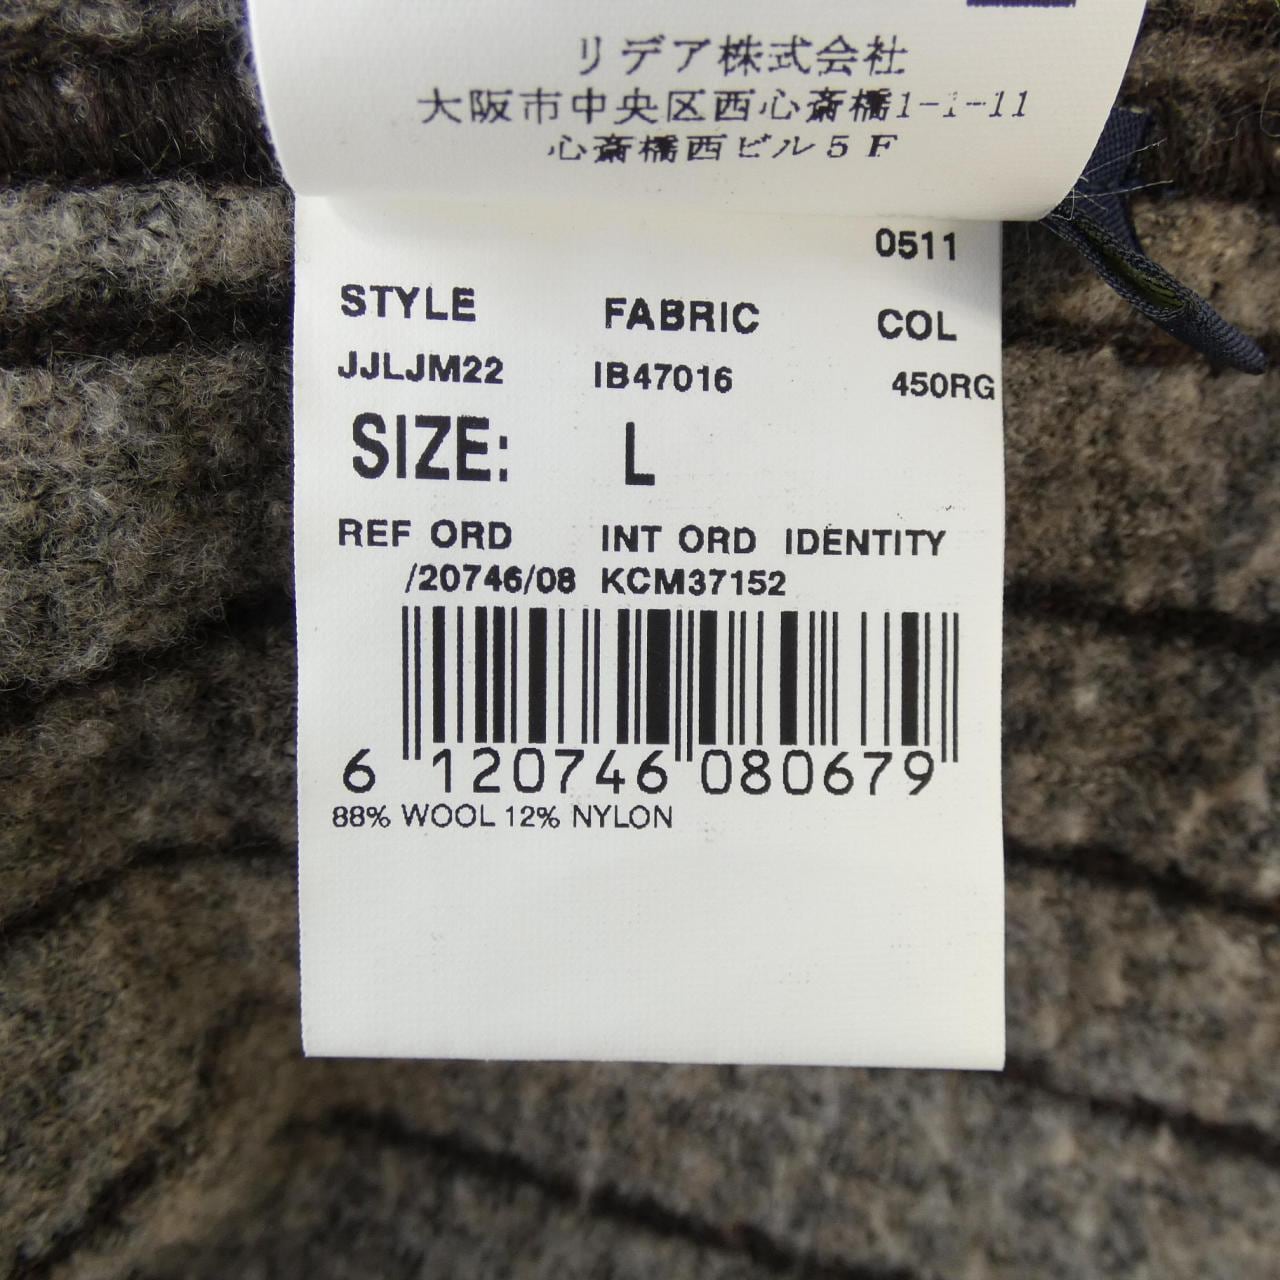 リデア株式会社
大阪市中央区西心斎橋1-1-11
心斎橋西ビル5F
0511
STYLE FABRIC COL
JJLJM22 IB47016 450RG
SIZE: L
REF ORD INT ORD IDENTITY
/20746/08 KCM37152
6 120746 080679
88% WOOL 12% NYLON